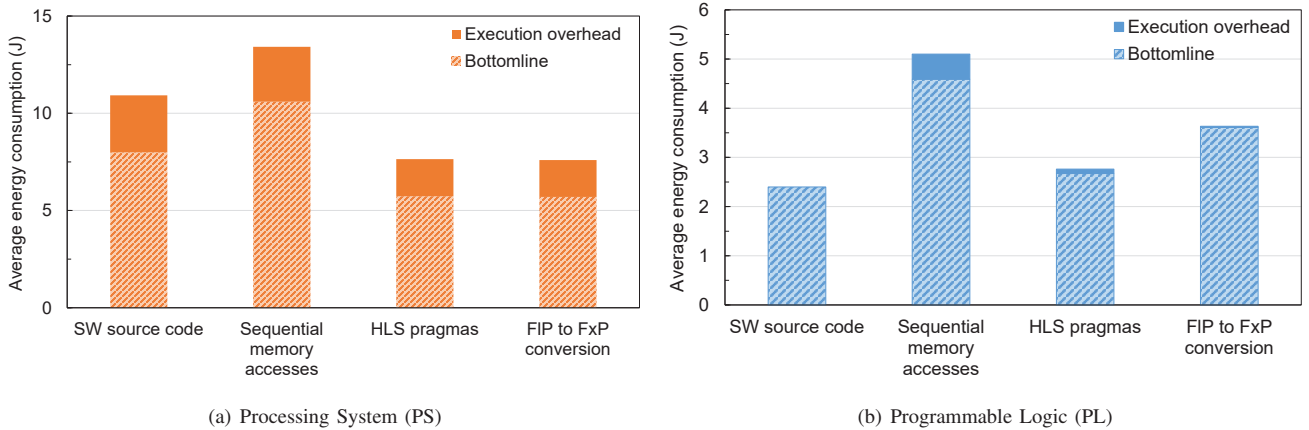 Average energy consumption (J)
15
10
5
0
Execution overhead
Bottomline
SW source code
Sequential
memory
accesses
HLS pragmas
FlP to FxP
conversion
(a) Processing System (PS)
Average energy consumption (J)
6
5
4
3
2
1
0
Execution overhead
Bottomline
SW source code
Sequential
memory
accesses
HLS pragmas
FlP to FxP
conversion
(b) Programmable Logic (PL)